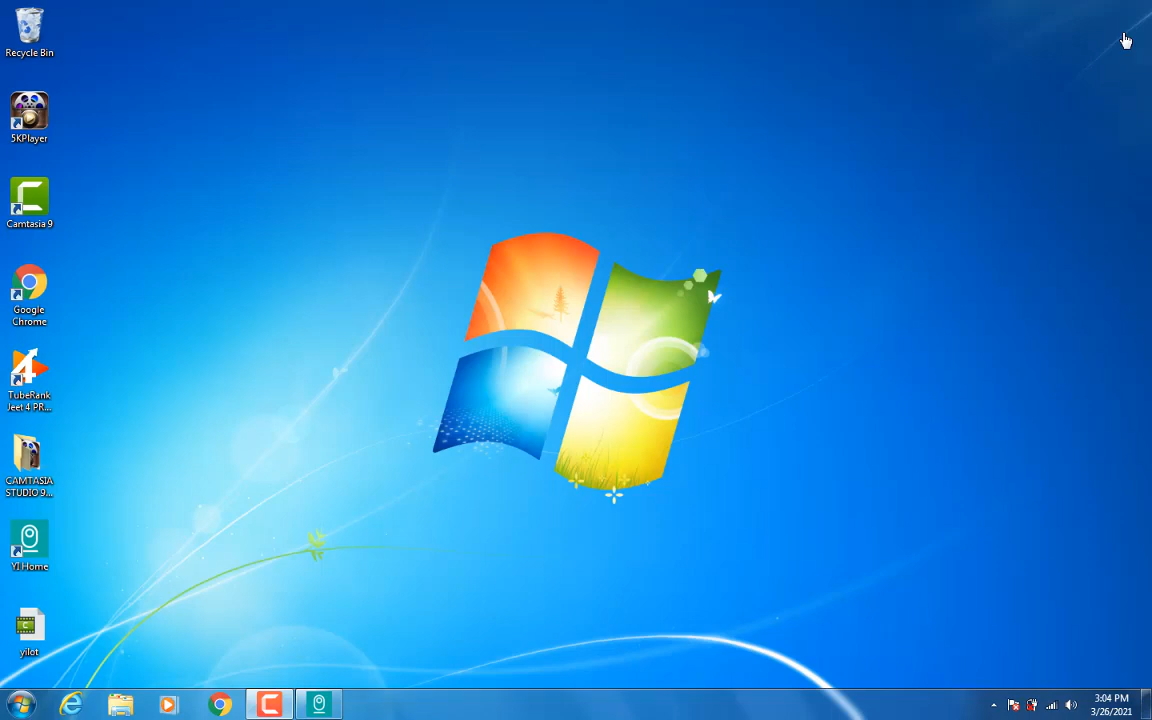 Recycle Bin
5KPlayer
Camtasia 9
Google
Chrome
TubeRank
Jeet 4 PR...
CAMTASIA
STUDIO 9...
YI Home
yilot
3:04 PM
3/26/2021